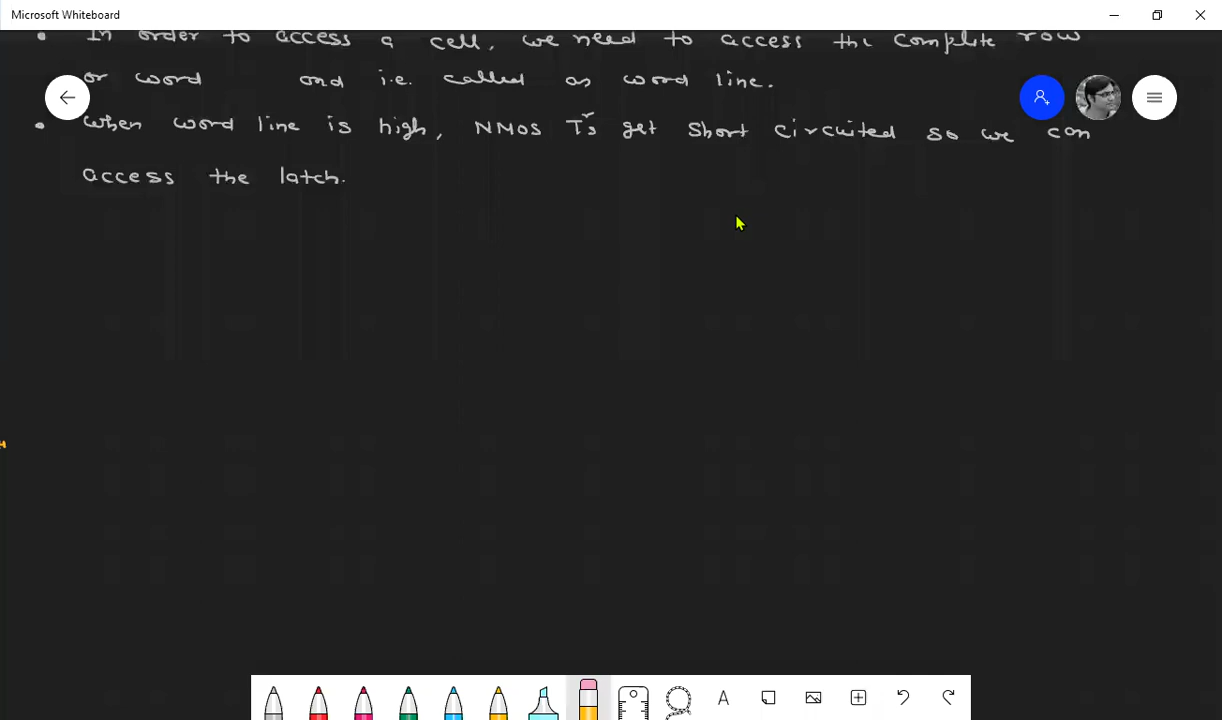 Microsoft Whiteboard
• In order to access a cell, we need to access the complete row
or word and i.e. called as word line.
• When word line is high, NMOS Trs get short circuited so we can
access the latch.
A